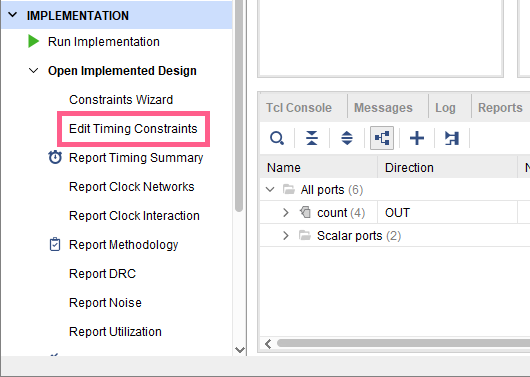 IMPLEMENTATION
Run Implementation
Open Implemented Design
Constraints Wizard
Edit Timing Constraints
Report Timing Summary
Report Clock Networks
Report Clock Interaction
Report Methodology
Report DRC
Report Noise
Report Utilization
Tcl Console Messages Log Reports
Name Direction N
All ports (6)
count (4) OUT
Scalar ports (2)